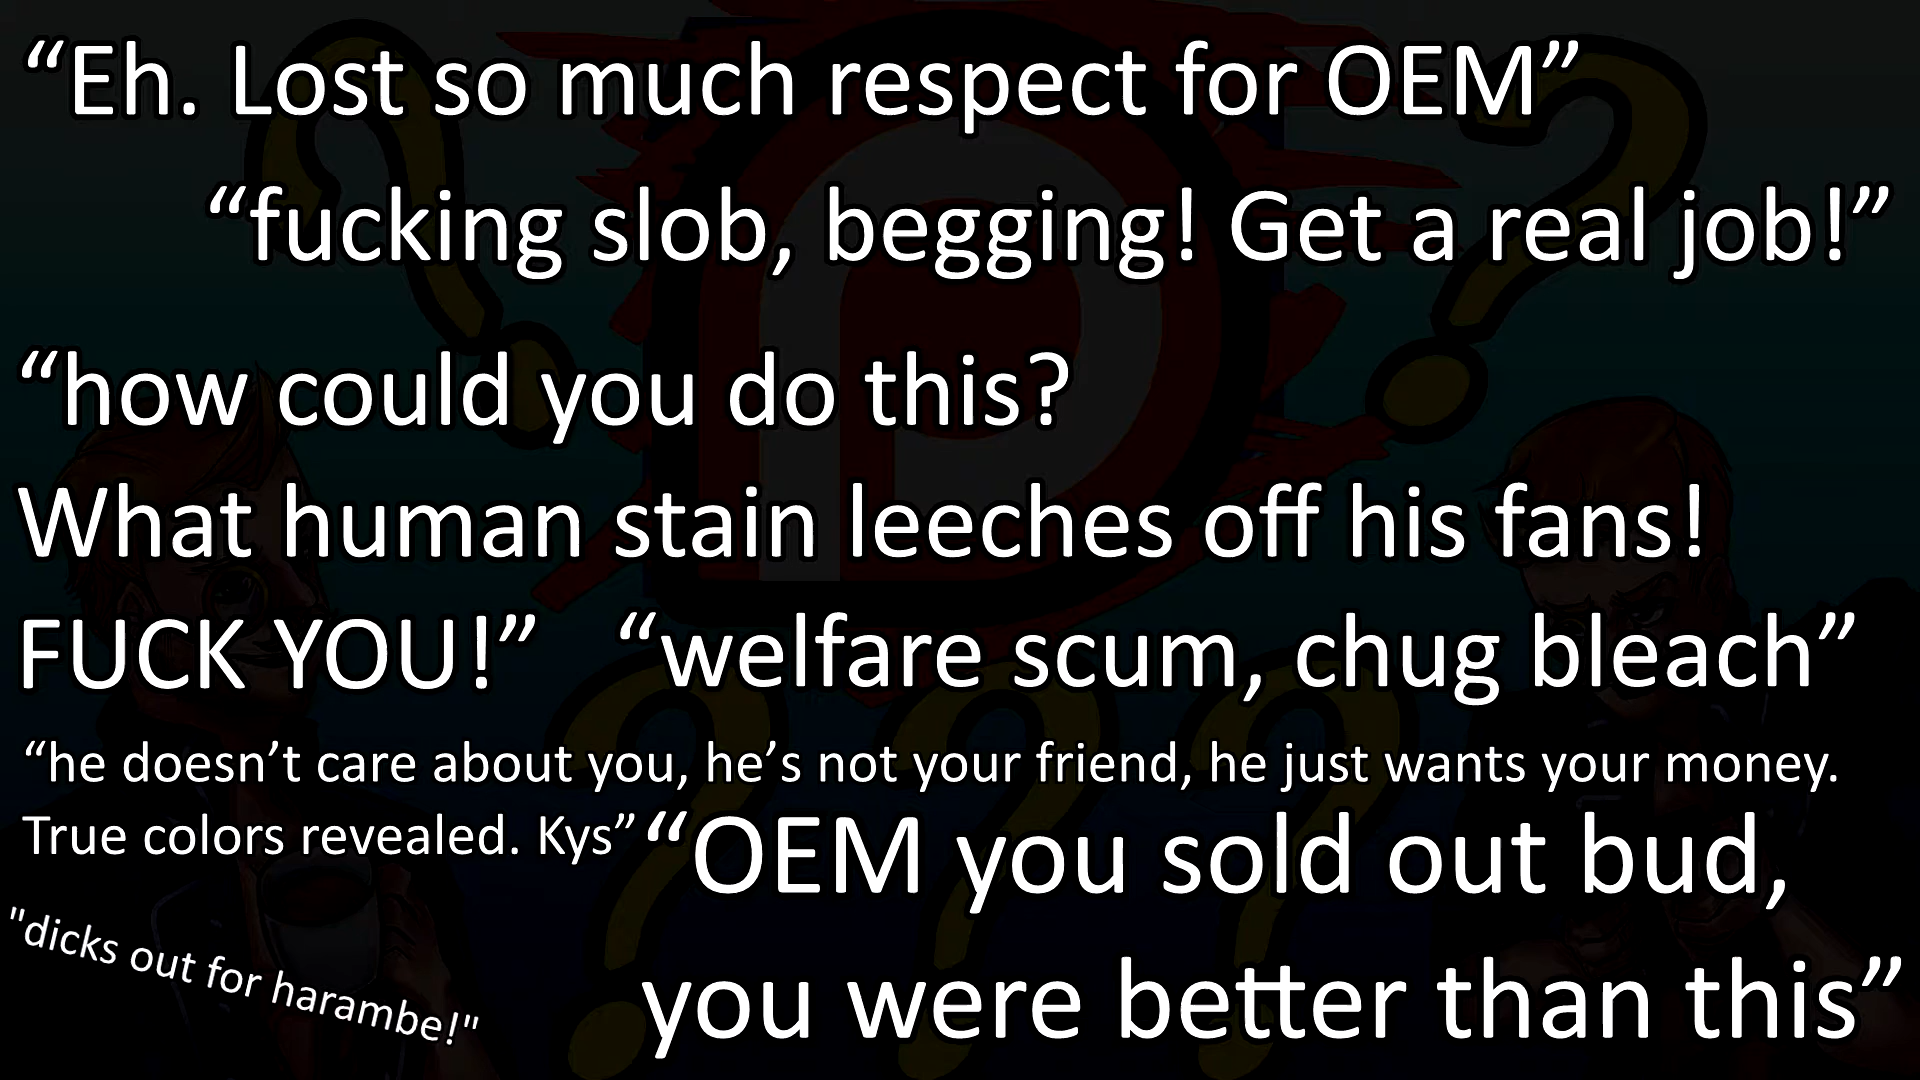 “Eh. Lost so much respect for OEM”
“fucking slob, begging! Get a real job!”
“how could you do this?
What human stain leeches off his fans!
FUCK YOU!” “welfare scum, chug bleach”
“he doesn’t care about you, he’s not your friend, he just wants your money.
True colors revealed. Kys”
“OEM you sold out bud,
you were better than this”
"dicks out for harambe!"